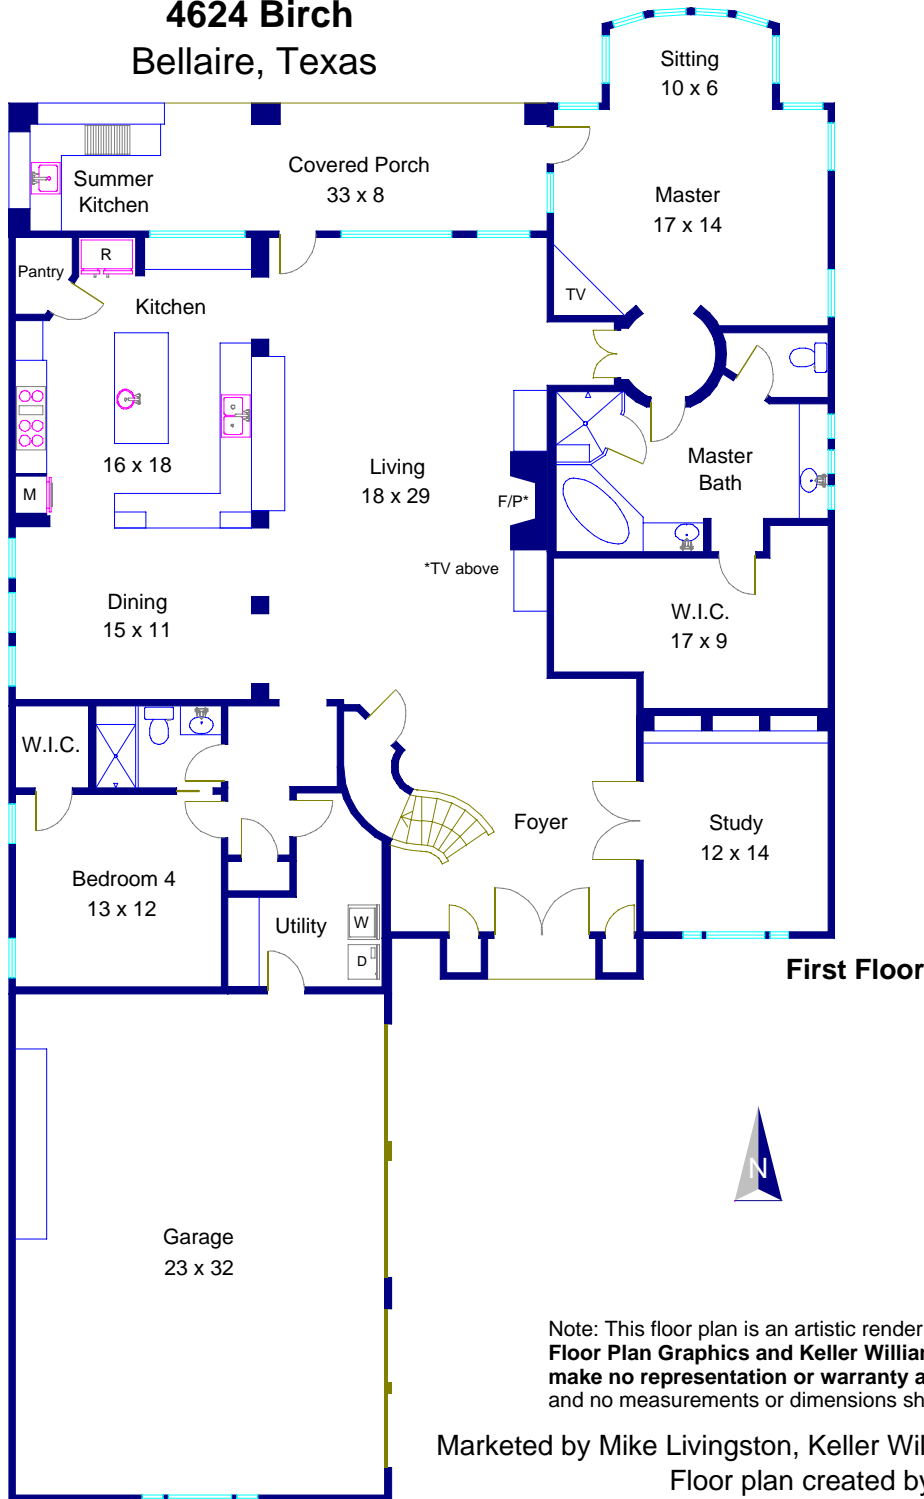 4624 Birch
Bellaire, Texas
Sitting
10 x 6
Covered Porch
33 x 8
Summer
Kitchen
Master
17 x 14
R
Pantry
TV
Kitchen
16 x 18
M
Living
18 x 29
F/P*
*TV above
Master
Bath
Dining
15 x 11
W.I.C.
17 x 9
W.I.C.
Foyer
Study
12 x 14
Bedroom 4
13 x 12
Utility
W
D
First Floor
N
Garage
23 x 32
Note: This floor plan is an artistic render
Floor Plan Graphics and Keller Willia
make no representation or warranty a
and no measurements or dimensions sh
Marketed by Mike Livingston, Keller Wil
Floor plan created by